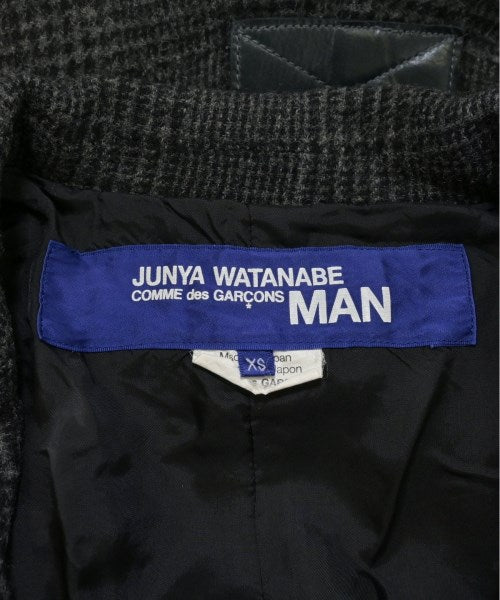 JUNYA WATANABE
COMME des GARÇONS MAN
*
XS